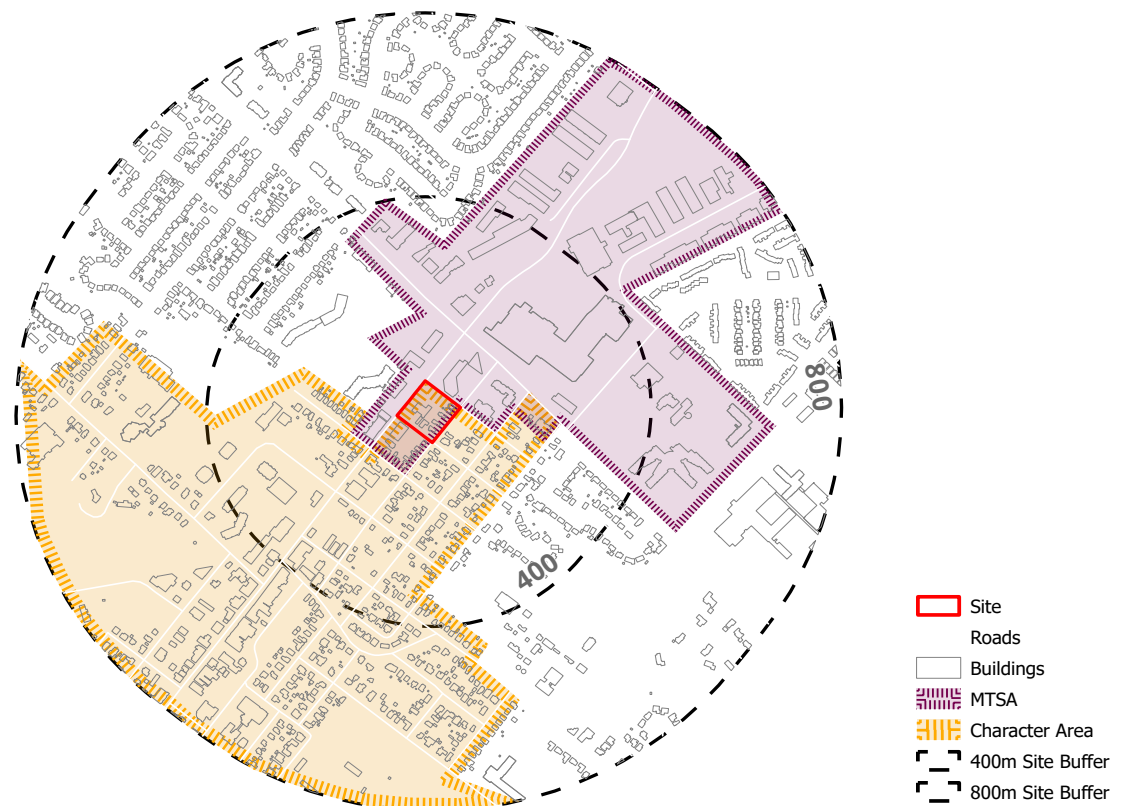 800
400
Site
Roads
Buildings
MTSA
Character Area
400m Site Buffer
800m Site Buffer